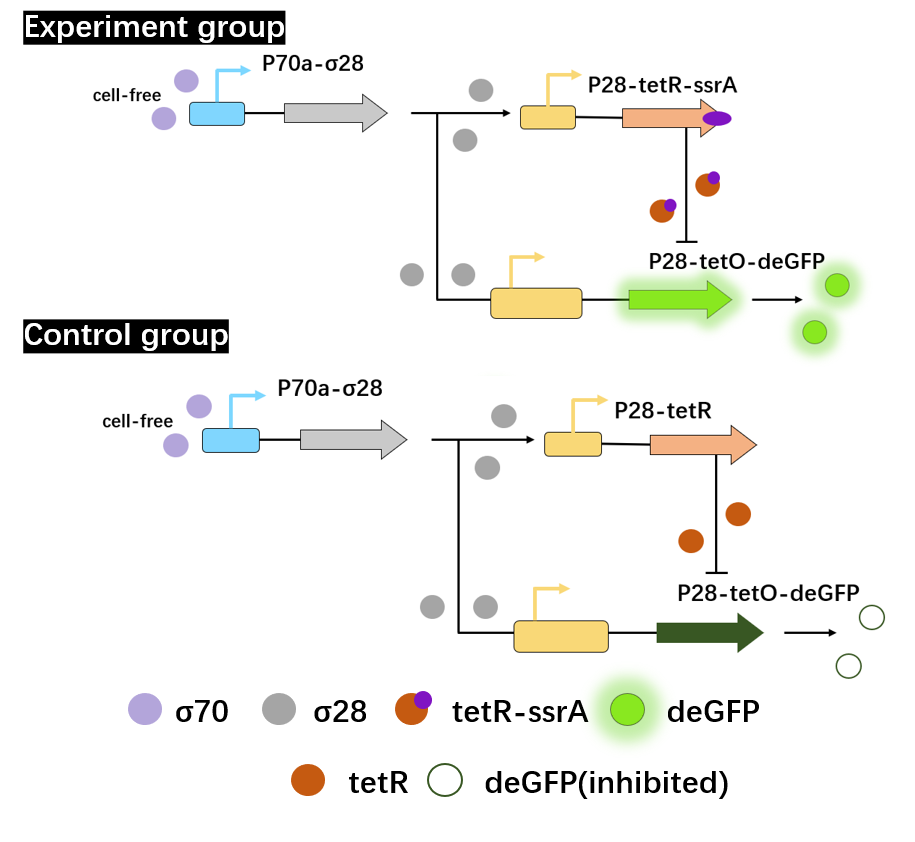 Experiment group
P70a-σ28
cell-free
P28-tetR-ssrA
P28-tetO-deGFP
Control group
P70a-σ28
cell-free
P28-tetR
P28-tetO-deGFP
σ70
σ28
tetR-ssrA
deGFP
tetR
deGFP(inhibited)